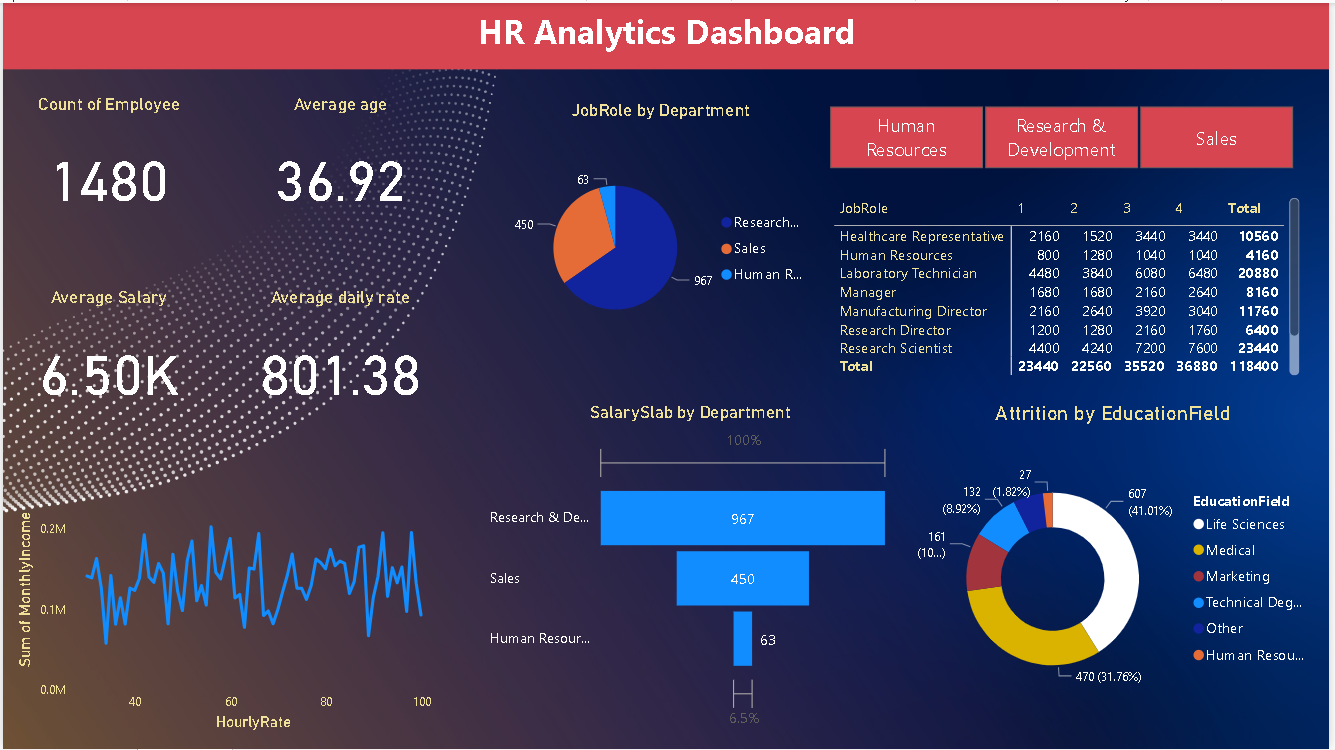 HR Analytics Dashboard
Count of Employee
1480
Average age
36.92
Average Salary
6.50K
Average daily rate
801.38
JobRole by Department
63
450
967
Research...
Sales
Human R...
Human
Resources
Research &
Development
Sales
JobRole 1 2 3 4 Total
Healthcare Representative 2160 1520 3440 3440 10560
Human Resources 800 1280 1040 1040 4160
Laboratory Technician 4480 3840 6080 6480 20880
Manager 1680 1680 2160 2640 8160
Manufacturing Director 2160 2640 3920 3040 11760
Research Director 1200 1280 2160 1760 6400
Research Scientist 4400 4240 7200 7600 23440
Total 23440 22560 35520 36880 118400
Sum of MonthlyIncome
0.2M
0.1M
0.0M
40 60 80 100
HourlyRate
SalarySlab by Department
100%
Research & De... 967
Sales 450
Human Resour... 63
6.5%
Attrition by EducationField
27
(1.82%)
132
(8.92%)
161
(10...)
607
(41.01%)
470 (31.76%)
EducationField
Life Sciences
Medical
Marketing
Technical Deg...
Other
Human Resou...